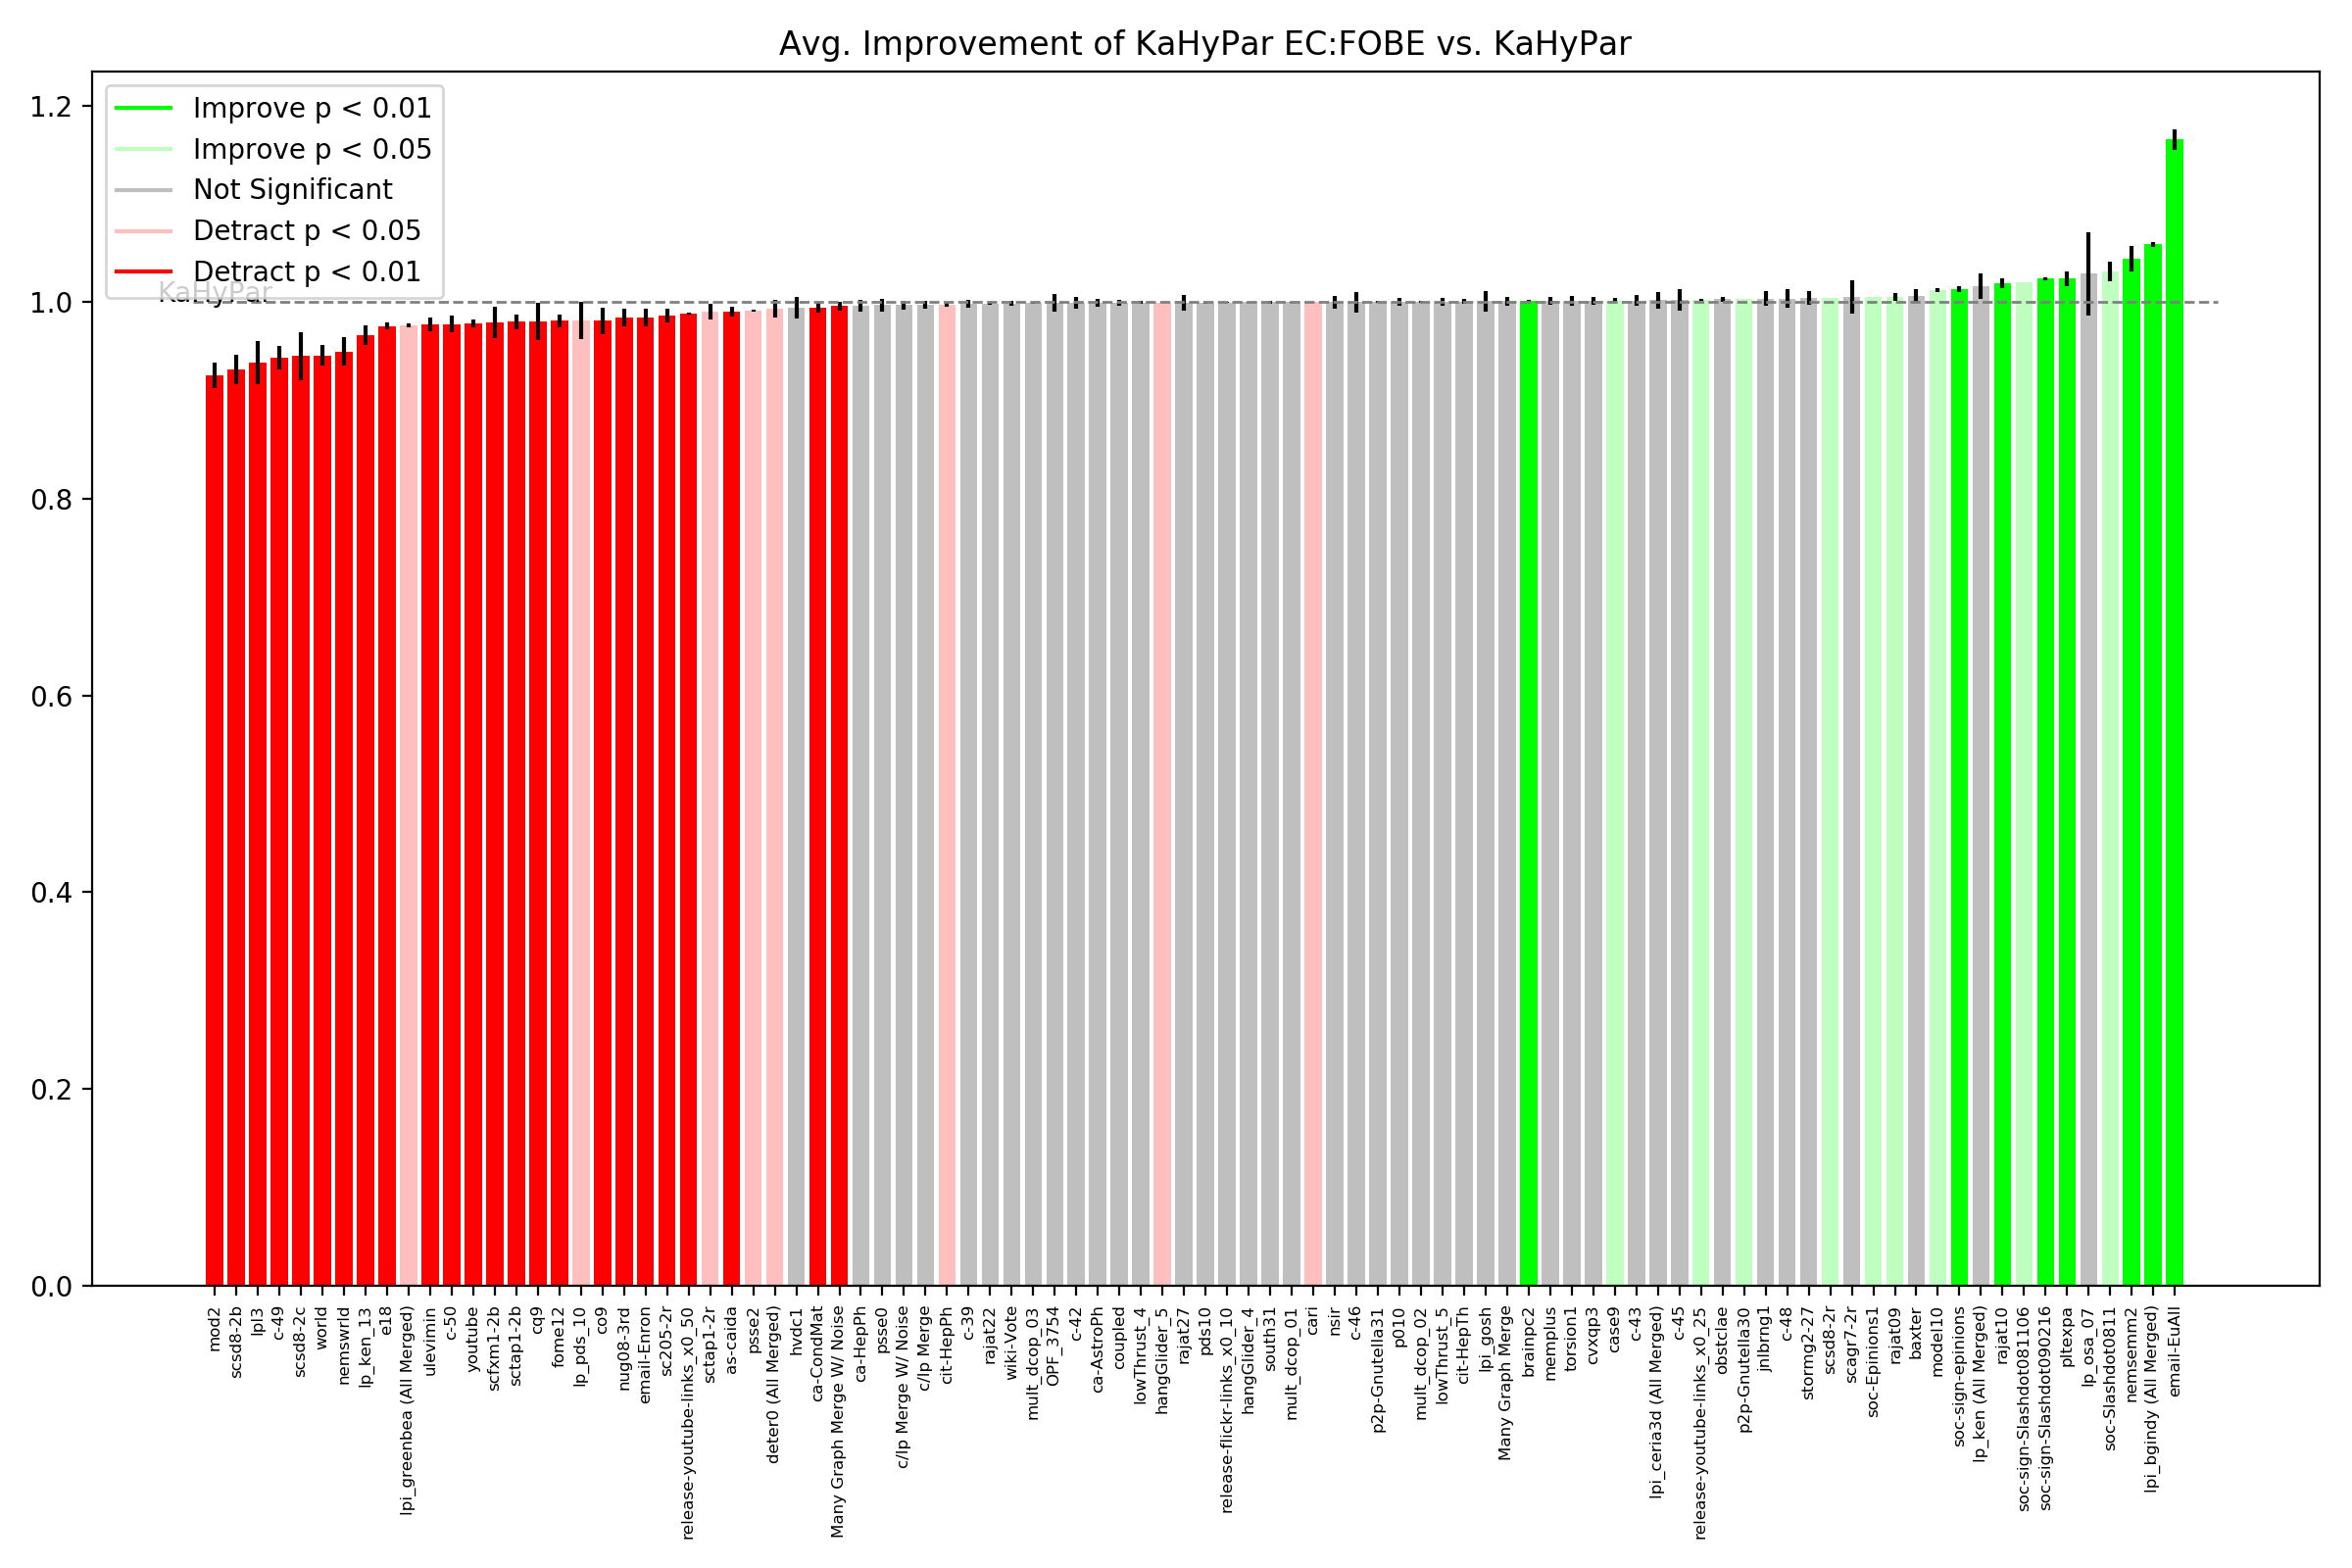 Avg. Improvement of KaHyPar EC:FOBE vs. KaHyPar
1.2
1.0
0.8
0.6
0.4
0.2
0.0
Improve p < 0.01
Improve p < 0.05
Not Significant
Detract p < 0.05
Detract p < 0.01
KaHyPar
mod2
scsd8-2b
lpl3
c-49
scsd8-2c
world
nemswrld
lp_ken_13
e18
lpi_greenbea (All Merged)
ulevimin
c-50
youtube
scfxm1-2b
sctap1-2b
cq9
fome12
lp_pds_10
co9
nug08-3rd
email-Enron
sc205-2r
release-youtube-links_x0_50
sctap1-2r
as-caida
psse2
deter0 (All Merged)
hvdc1
ca-CondMat
Many Graph Merge W/ Noise
ca-HepPh
psse0
c/lp Merge W/ Noise
c/lp Merge
cit-HepPh
c-39
rajat22
wiki-Vote
mult_dcop_03
OPF_3754
c-42
ca-AstroPh
coupled
lowThrust_4
hangGlider_5
rajat27
pds10
release-flickr-links_x0_10
hangGlider_4
south31
mult_dcop_01
cari
nsir
c-46
p2p-Gnutella31
p010
mult_dcop_02
lowThrust_5
cit-HepTh
lpi_gosh
Many Graph Merge
brainpc2
memplus
torsion1
cvxqp3
case9
c-43
lpi_ceria3d (All Merged)
c-45
release-youtube-links_x0_25
obstclae
p2p-Gnutella30
jnlbrng1
c-48
stormg2-27
scsd8-2r
scagr7-2r
soc-Epinions1
rajat09
baxter
model10
soc-sign-epinions
lp_ken (All Merged)
rajat10
soc-sign-Slashdot081106
soc-sign-Slashdot090216
pltexpa
lp_osa_07
soc-Slashdot0811
nemsemm2
lpi_bgindy (All Merged)
email-EuAll